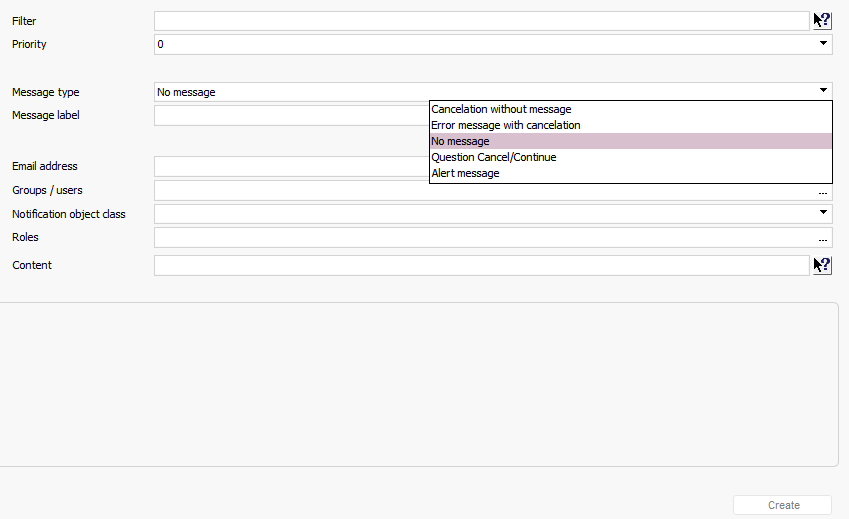 Filter
Priority 0
Message type No message
Message label
Cancelation without message
Error message with cancelation
No message
Question Cancel/Continue
Alert message
Email address
Groups / users ...
Notification object class
Roles ...
Content
Create